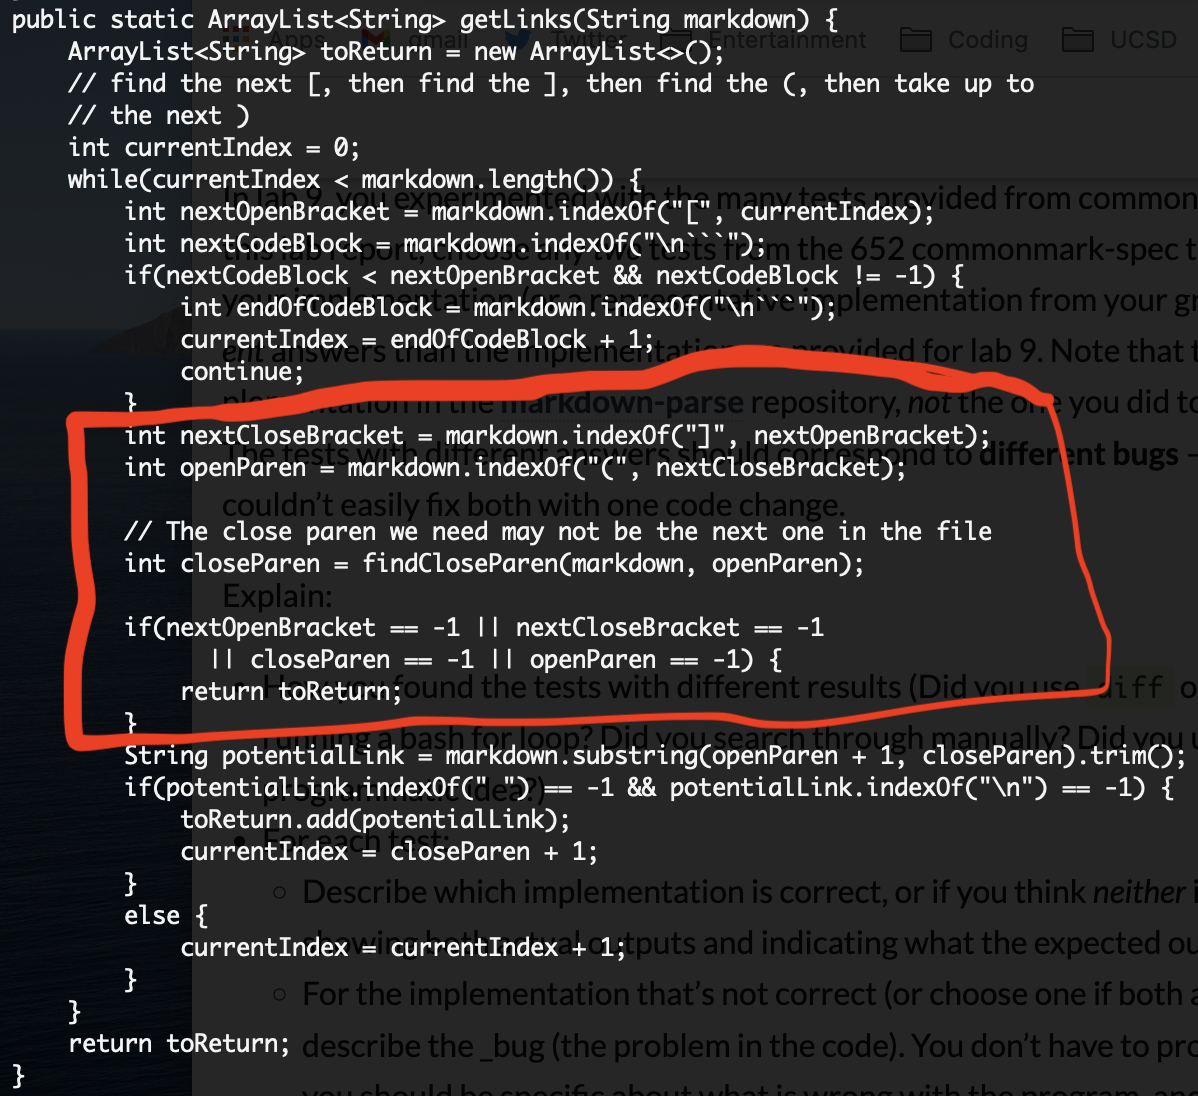 public static ArrayList<String> getLinks(String markdown) {
ArrayList<String> toReturn = new ArrayList<>();
// find the next [, then find the ], then find the (, then take up to
// the next )
int currentIndex = 0;
while(currentIndex < markdown.length()) {
int nextOpenBracket = markdown.indexOf("[", currentIndex);
int nextCodeBlock = markdown.indexOf("\n```");
if(nextCodeBlock < nextOpenBracket && nextCodeBlock != -1) {
int endOfCodeBlock = markdown.indexOf("\n```");
currentIndex = endOfCodeBlock + 1;
continue;
}
int nextCloseBracket = markdown.indexOf("]", nextOpenBracket);
int openParen = markdown.indexOf("(", nextCloseBracket);
// The close paren we need may not be the next one in the file
int closeParen = findCloseParen(markdown, openParen);
if(nextOpenBracket == -1 || nextCloseBracket == -1
|| closeParen == -1 || openParen == -1) {
return toReturn;
}
String potentialLink = markdown.substring(openParen + 1, closeParen).trim();
if(potentialLink.indexOf(" ") == -1 && potentialLink.indexOf("\n") == -1) {
toReturn.add(potentialLink);
currentIndex = closeParen + 1;
}
else {
currentIndex = currentIndex + 1;
}
}
return toReturn;
}
Apps gmail Twitter Entertainment Coding UCSD
In lab 9, you experimented with the many tests provided from common
this lab report, choose any two tests from the 652 commonmark-spec t
your implementation (or a representative implementation from your gr
ent answers than the implementation we provided for lab 9. Note that t
plementation in the markdown-parse repository, not the one you did to
The tests with different answers should correspond to different bugs –
couldn't easily fix both with one code change.
Explain:
How you found the tests with different results (Did you use diff o
running a bash for loop? Did you search through manually? Did you u
programmatic idea?)
For each test:
Describe which implementation is correct, or if you think neither i
showing both actual outputs and indicating what the expected ou
For the implementation that's not correct (or choose one if both a
describe the _bug (the problem in the code). You don't have to pro
you should be specific about what is wrong with the program, and